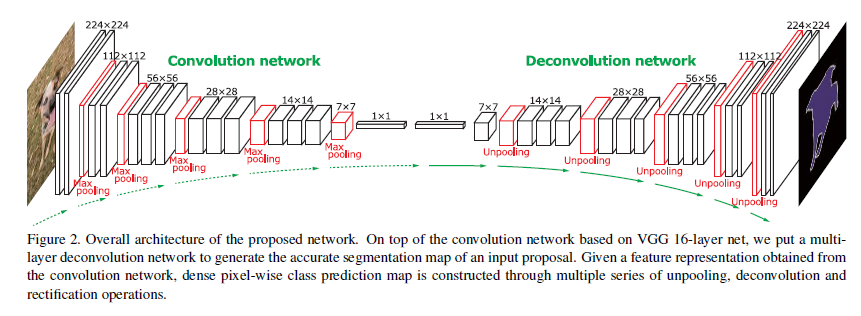 224×224
112×112
56×56
28×28
14×14
7×7
1×1
1×1
7×7
14×14
28×28
56×56
112×112
224×224
Convolution network
Deconvolution network
Max
pooling
Max
pooling
Max
pooling
Max
pooling
Max
pooling
Unpooling
Unpooling
Unpooling
Unpooling
Unpooling
Figure 2. Overall architecture of the proposed network. On top of the convolution network based on VGG 16-layer net, we put a multi-
layer deconvolution network to generate the accurate segmentation map of an input proposal. Given a feature representation obtained from
the convolution network, dense pixel-wise class prediction map is constructed through multiple series of unpooling, deconvolution and
rectification operations.